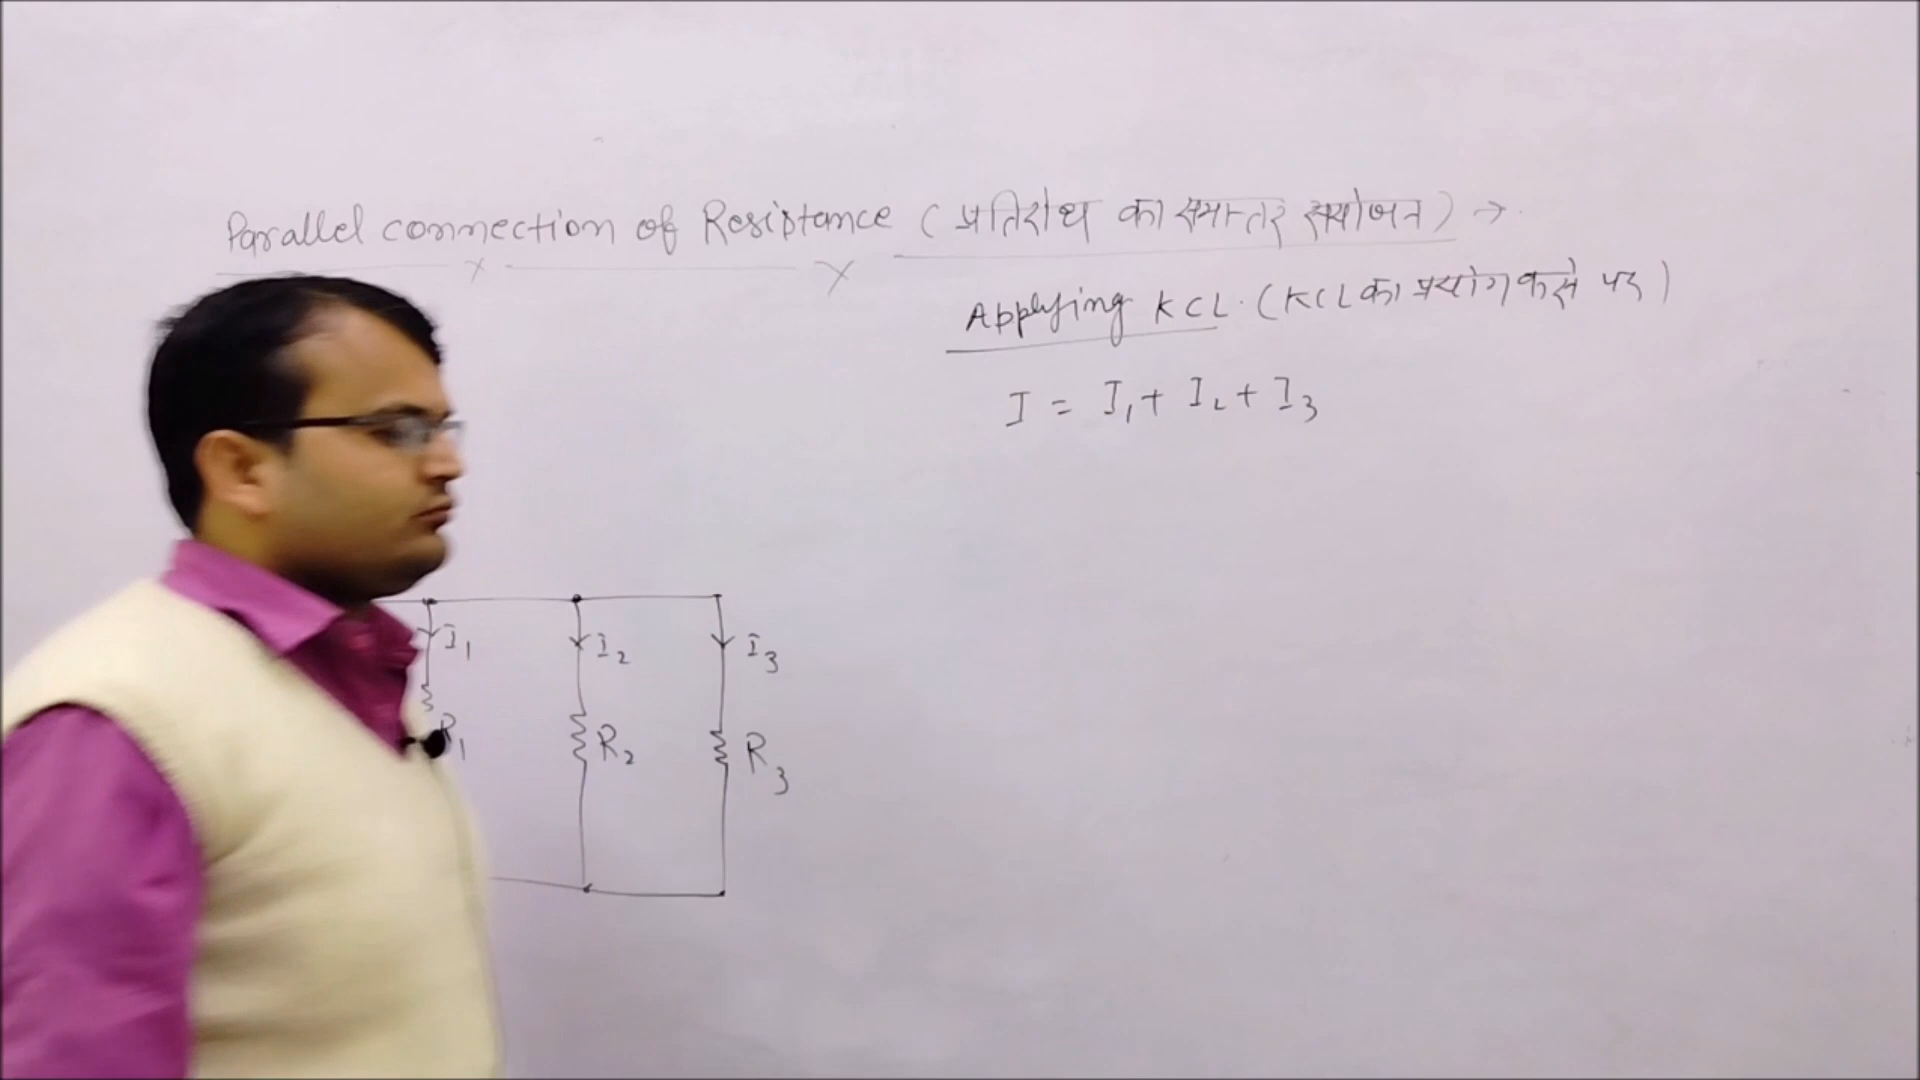 Parallel connection of Resistance ( प्रतिरोध का समान्तर संयोजन ) →
Applying KCL. ( KCL का प्रयोग करने पर )
I = I₁ + I₂ + I₃
I₁
I₂
I₃
R₁
R₂
R₃